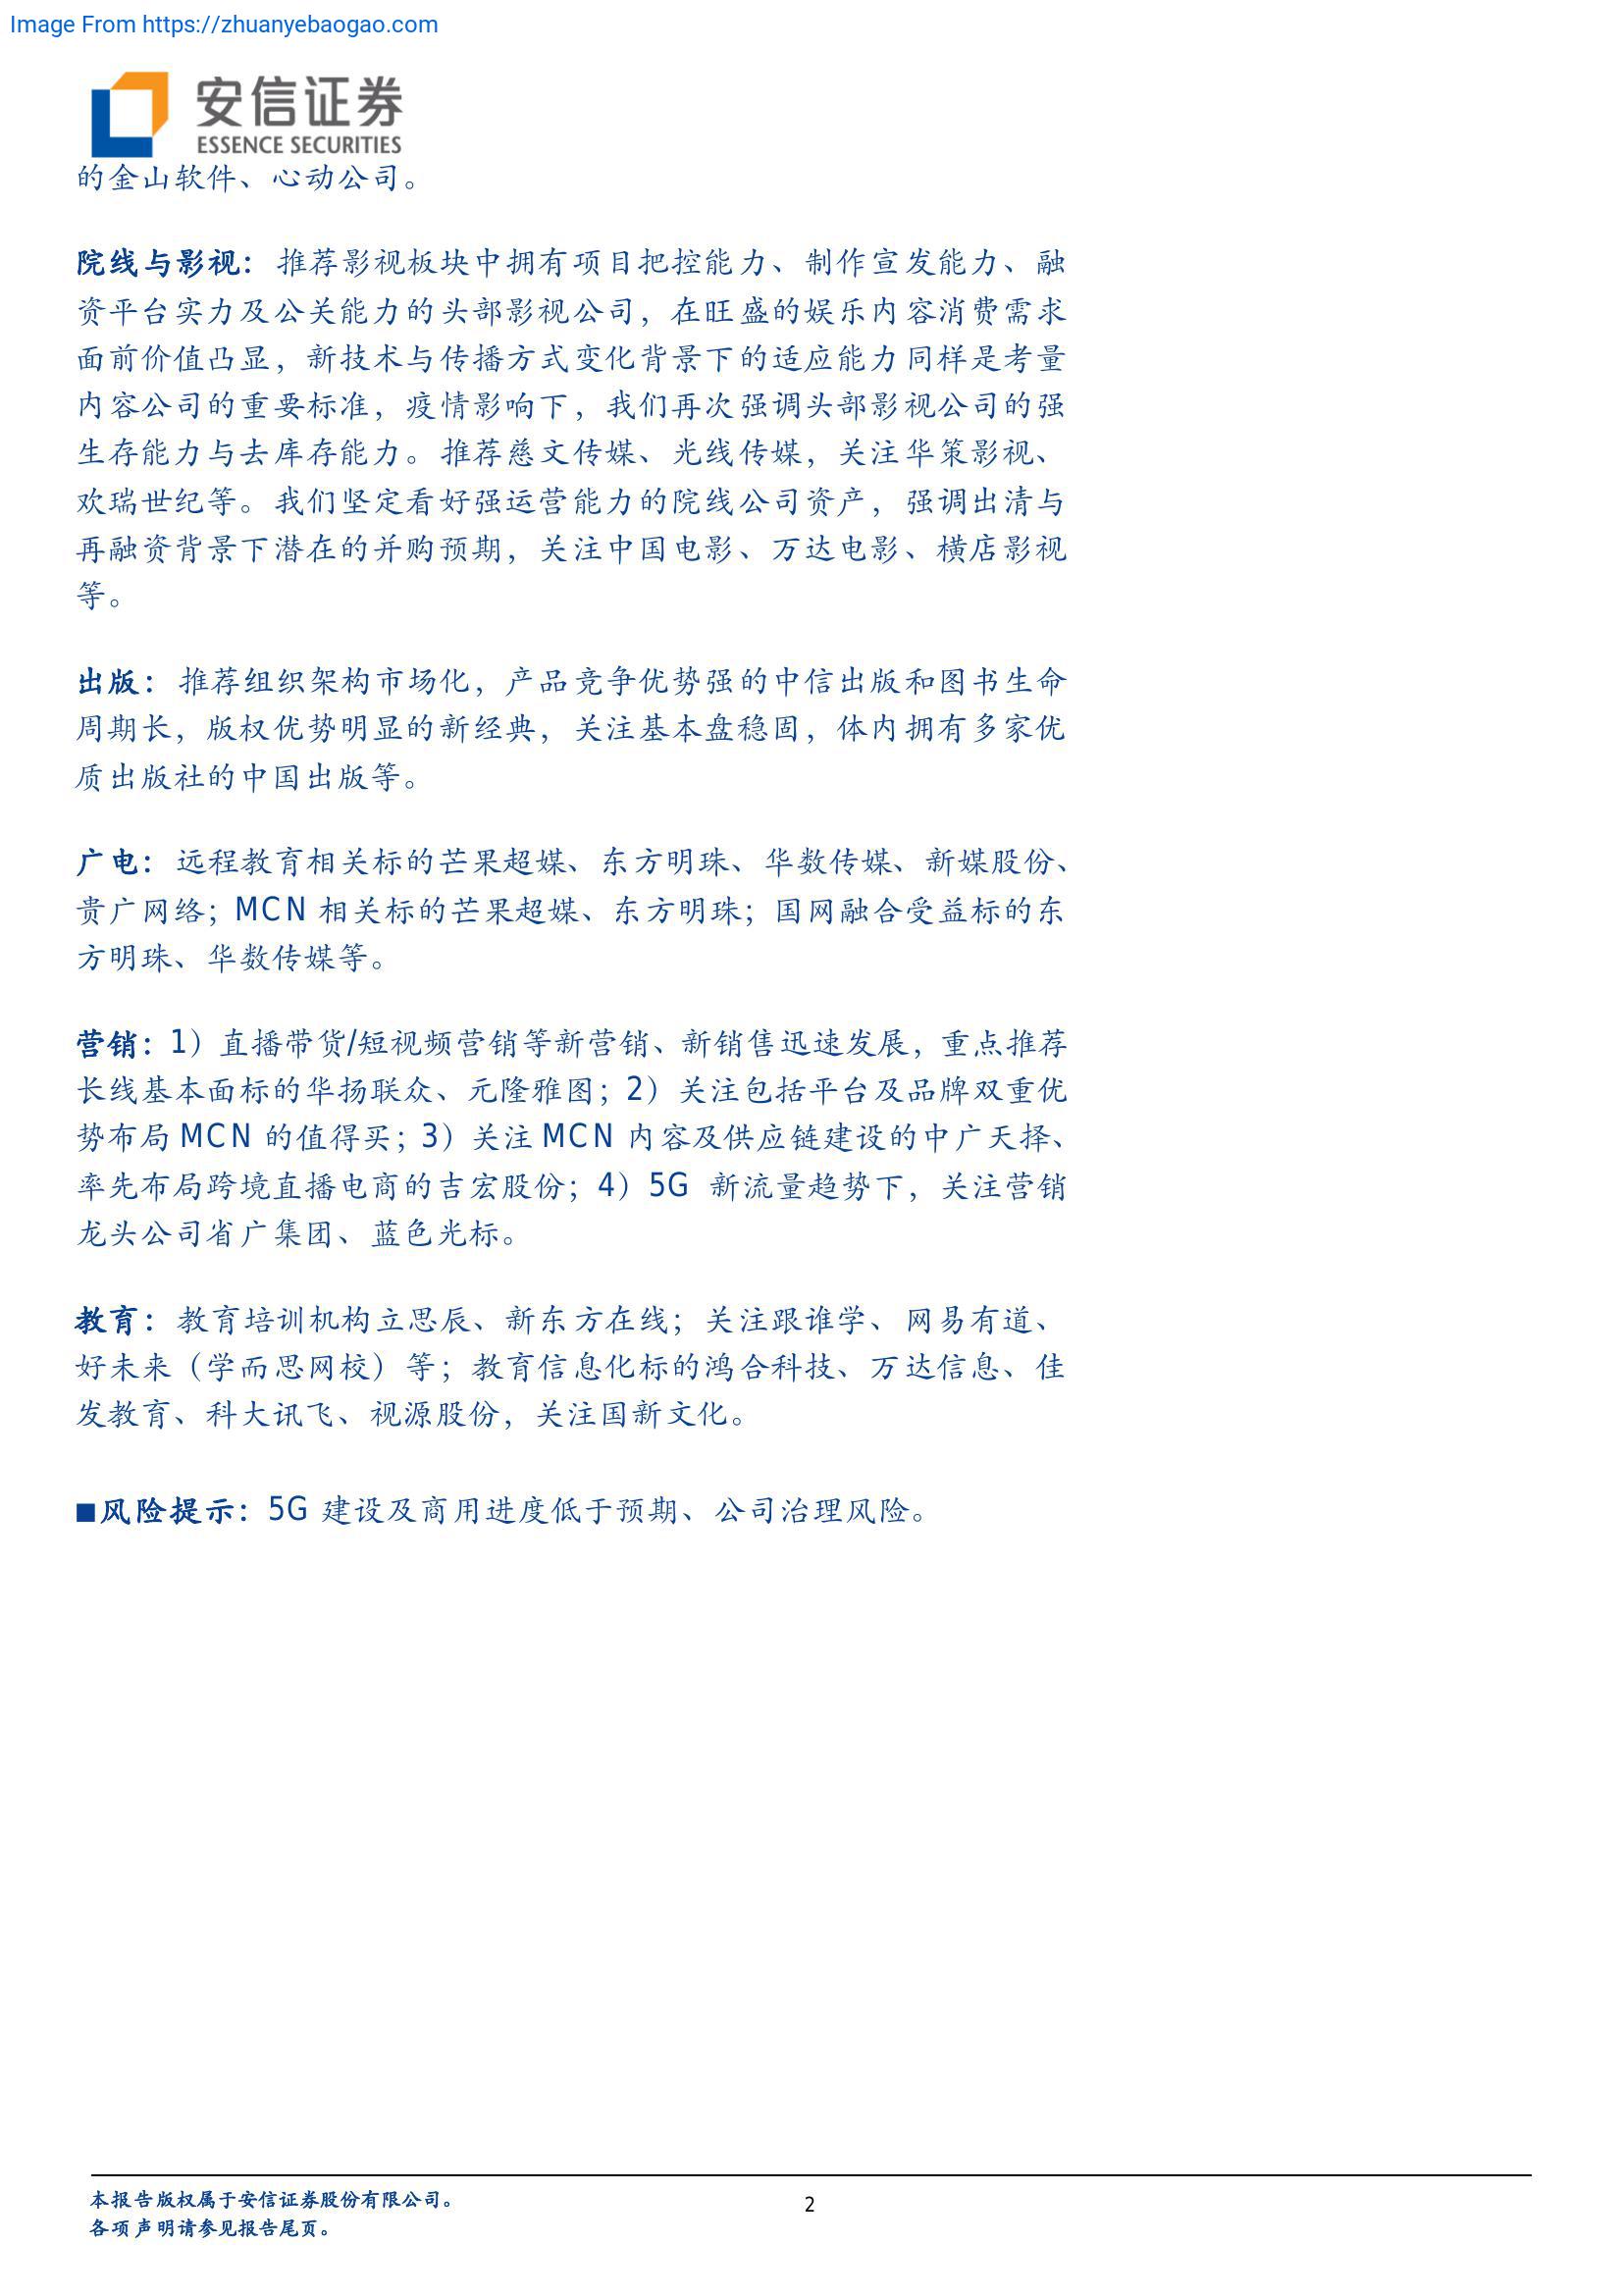 Image From https://zhuanyebaogao.com
安信证券
ESSENCE SECURITIES
的金山软件、心动公司。
院线与影视：推荐影视板块中拥有项目把控能力、制作宣发能力、融
资平台实力及公关能力的头部影视公司，在旺盛的娱乐内容消费需求
面前价值凸显，新技术与传播方式变化背景下的适应能力同样是考量
内容公司的重要标准，疫情影响下，我们再次强调头部影视公司的强
生存能力与去库存能力。推荐慈文传媒、光线传媒，关注华策影视、
欢瑞世纪等。我们坚定看好强运营能力的院线公司资产，强调出清与
再融资背景下潜在的并购预期，关注中国电影、万达电影、横店影视
等。
出版：推荐组织架构市场化，产品竞争优势强的中信出版和图书生命
周期长，版权优势明显的新经典，关注基本盘稳固，体内拥有多家优
质出版社的中国出版等。
广电：远程教育相关标的芒果超媒、东方明珠、华数传媒、新媒股份、
贵广网络；MCN 相关标的芒果超媒、东方明珠；国网融合受益标的东
方明珠、华数传媒等。
营销：1）直播带货/短视频营销等新营销、新销售迅速发展，重点推荐
长线基本面标的华扬联众、元隆雅图；2）关注包括平台及品牌双重优
势布局 MCN 的值得买；3）关注 MCN 内容及供应链建设的中广天择、
率先布局跨境直播电商的吉宏股份；4）5G 新流量趋势下，关注营销
龙头公司省广集团、蓝色光标。
教育：教育培训机构立思辰、新东方在线；关注跟谁学、网易有道、
好未来（学而思网校）等；教育信息化标的鸿合科技、万达信息、佳
发教育、科大讯飞、视源股份，关注国新文化。
■风险提示：5G 建设及商用进度低于预期、公司治理风险。
本报告版权属于安信证券股份有限公司。
各项声明请参见报告尾页。
2